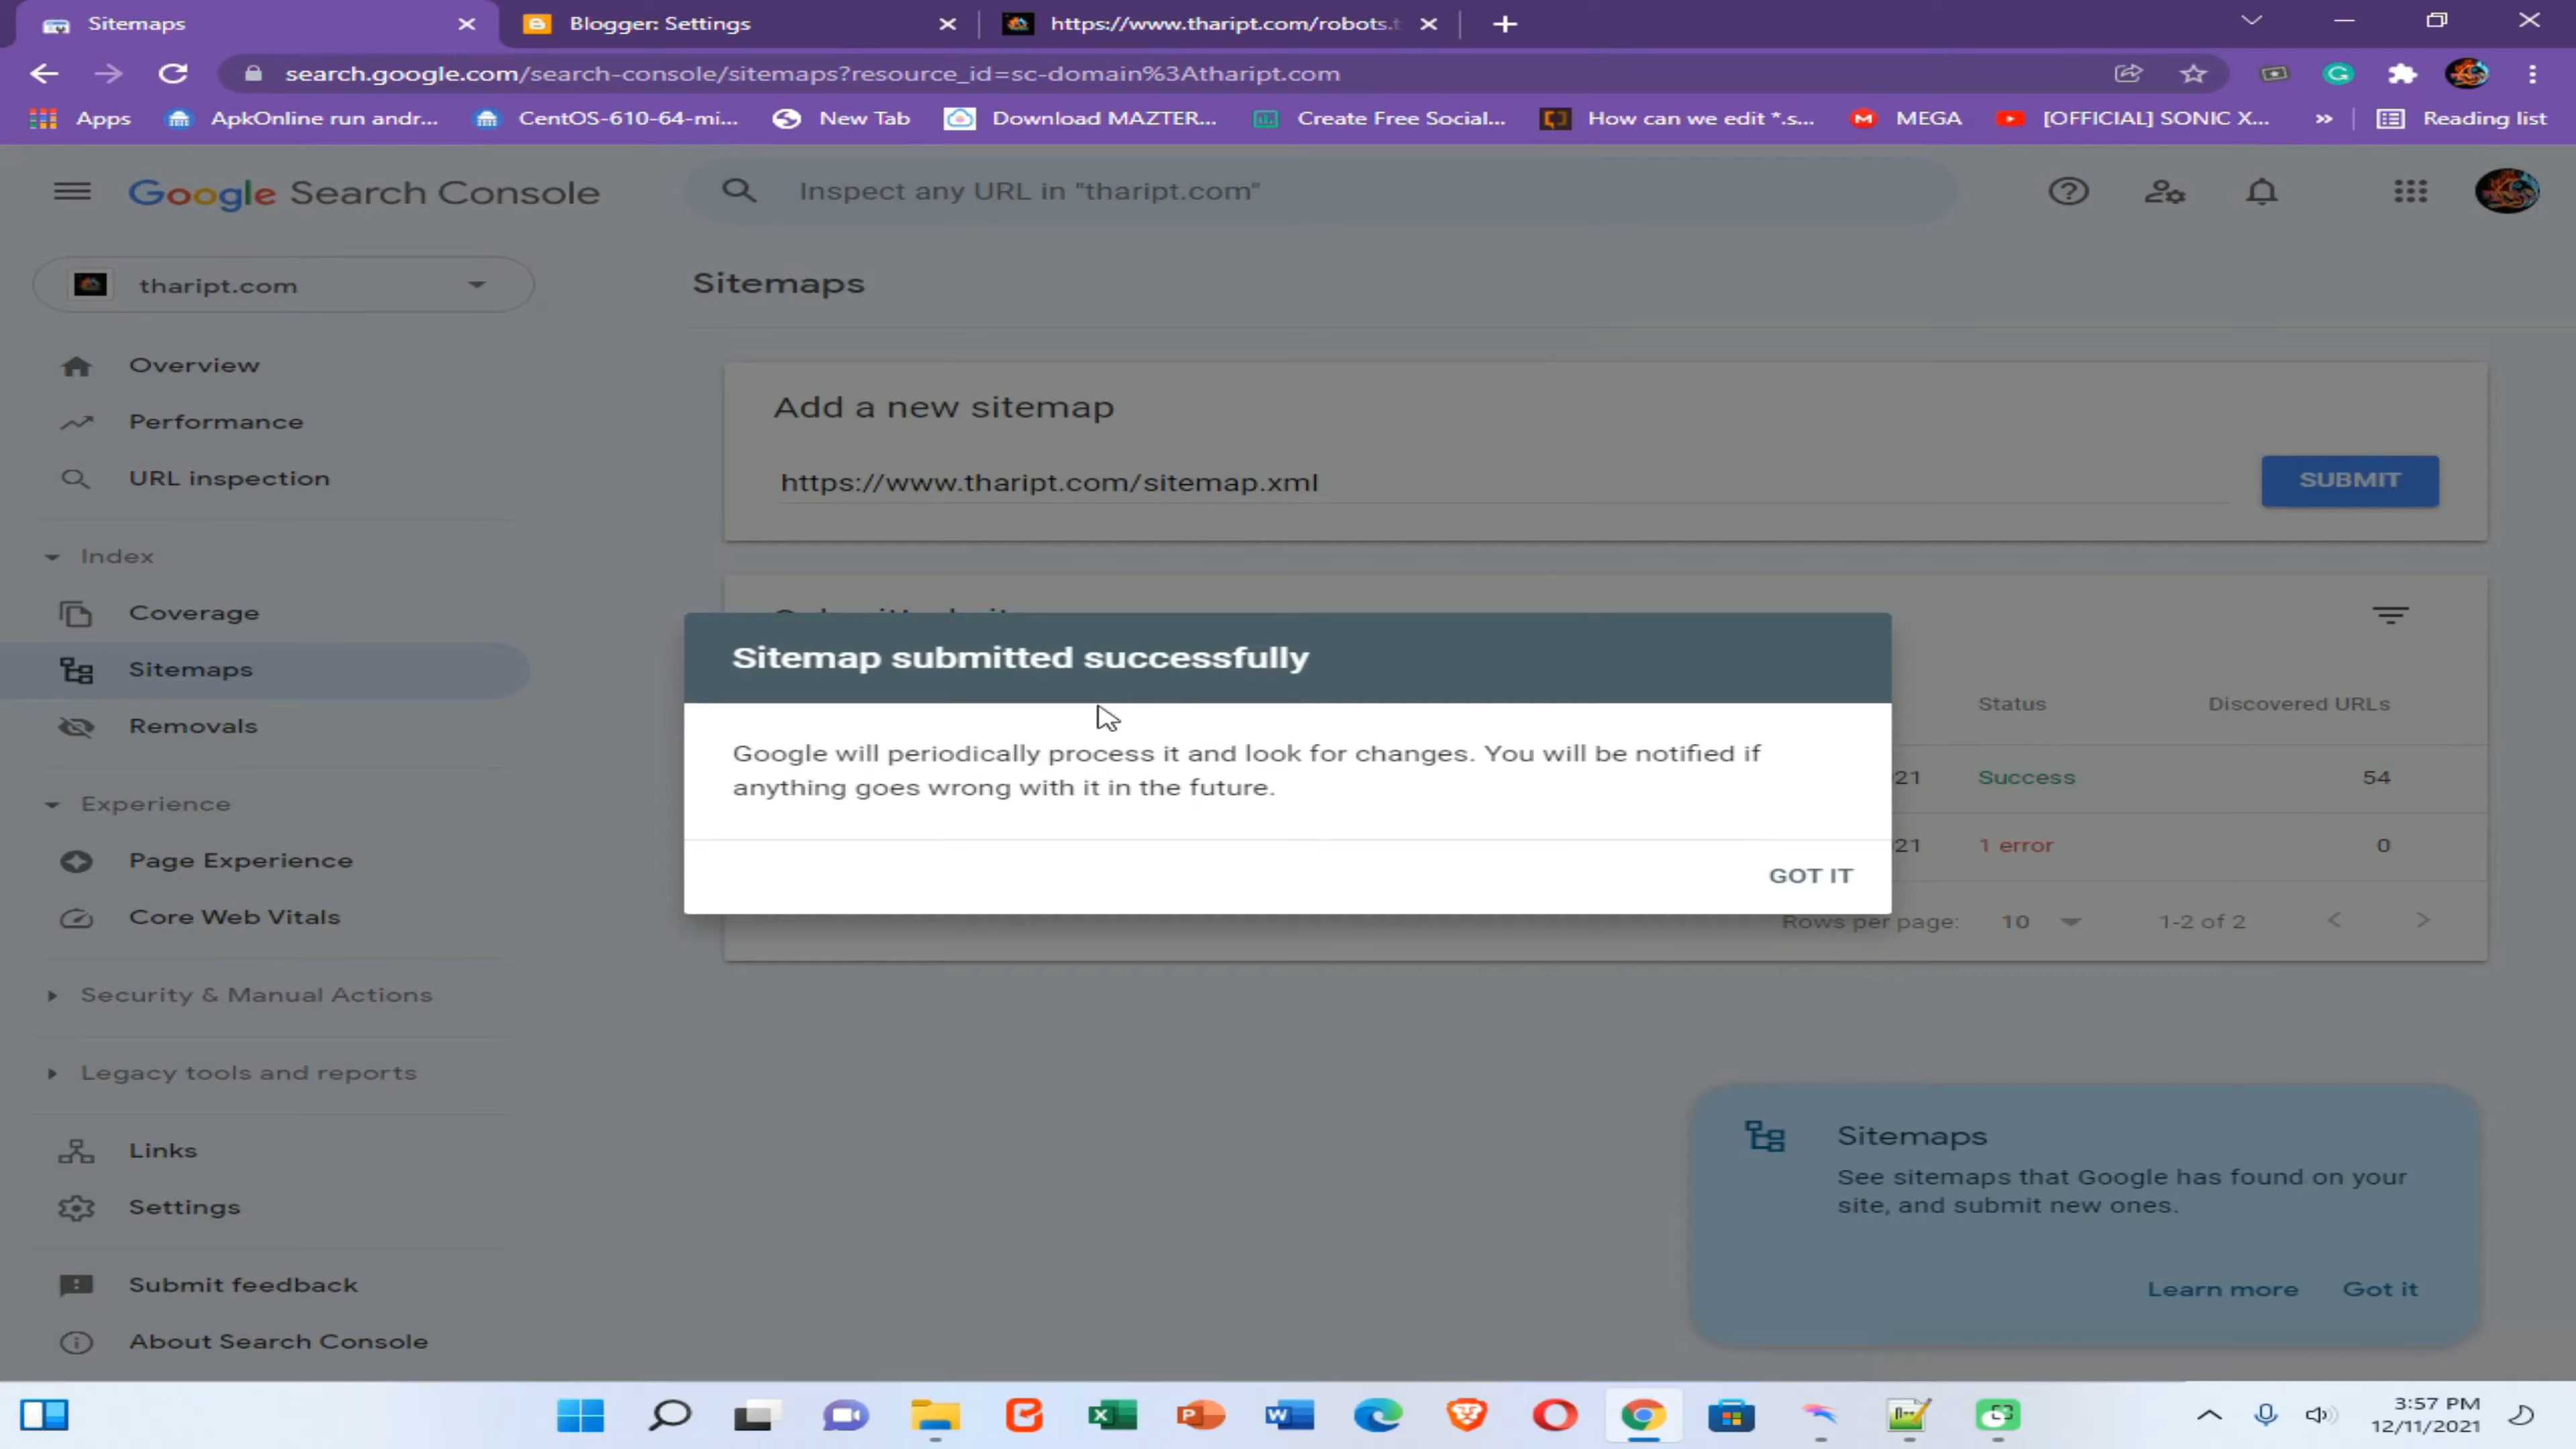 Sitemaps
Blogger: Settings
https://www.thaript.com/robots.t
search.google.com/search-console/sitemaps?resource_id=sc-domain%3Athaript.com
Apps
ApkOnline run andr...
CentOS-610-64-mi...
New Tab
Download MAZTER...
Create Free Social...
How can we edit *.s...
MEGA
[OFFICIAL] SONIC X...
»
Reading list
Google Search Console
Inspect any URL in "thaript.com"
thaript.com
Sitemaps
Overview
Performance
URL inspection
Index
Coverage
Sitemaps
Removals
Experience
Page Experience
Core Web Vitals
Security & Manual Actions
Legacy tools and reports
Links
Settings
Submit feedback
About Search Console
Add a new sitemap
https://www.thaript.com/sitemap.xml
SUBMIT
Sitemap submitted successfully
Google will periodically process it and look for changes. You will be notified if
anything goes wrong with it in the future.
GOT IT
Status Discovered URLs
21 Success 54
21 1 error 0
Rows per page: 10 1-2 of 2
Sitemaps
See sitemaps that Google has found on your
site, and submit new ones.
Learn more Got it
3:57 PM
12/11/2021